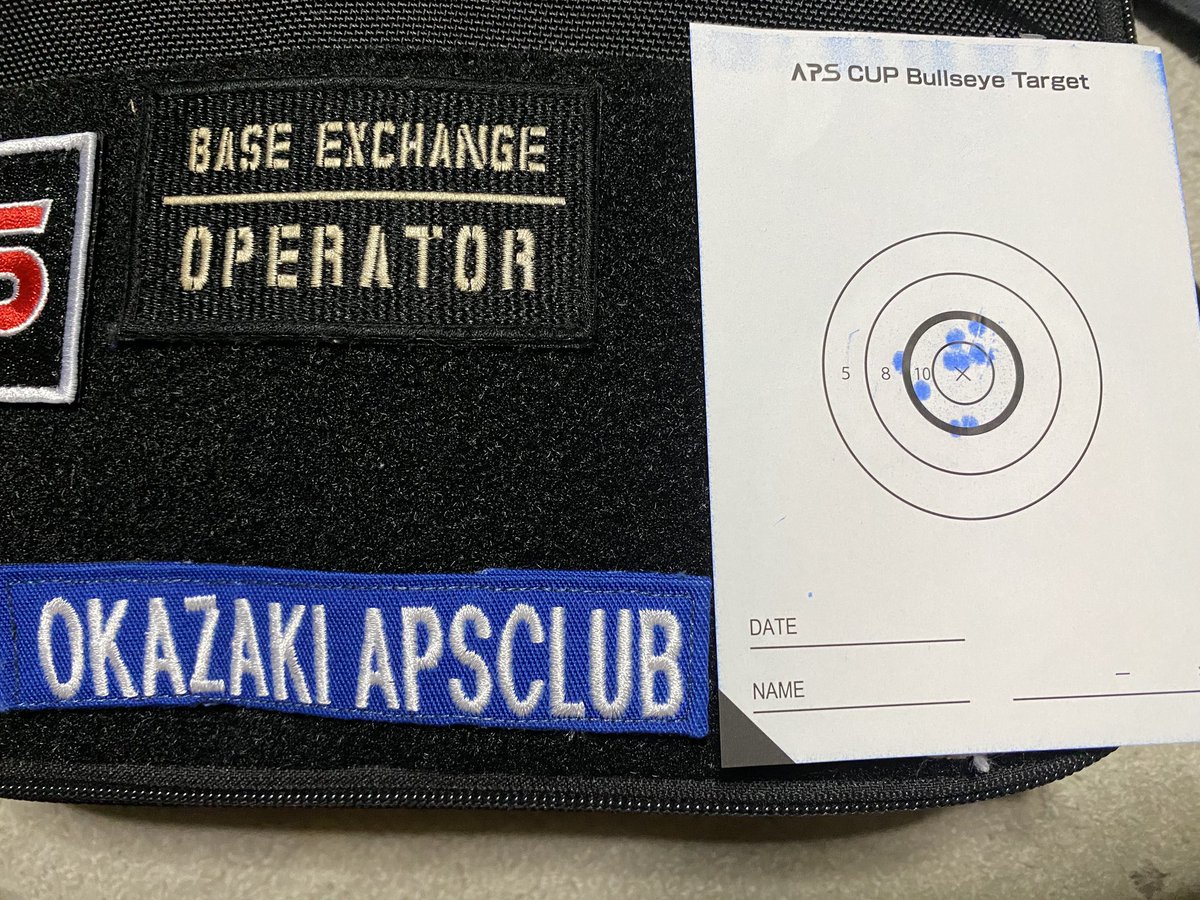 BASE EXCHANGE
OPERATOR
OKAZAKI APSCLUB
APS CUP Bullseye Target
5 8 10
DATE
NAME